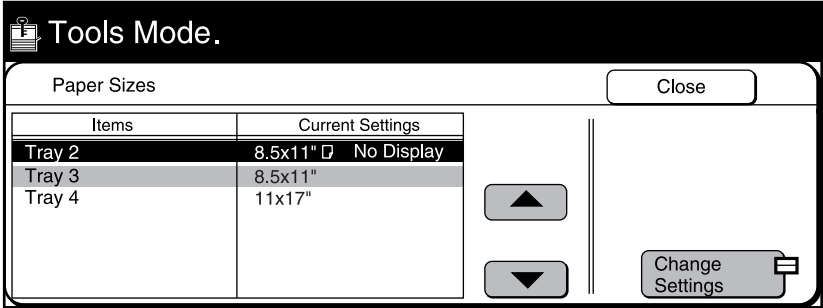 Tools Mode.
Paper Sizes
Close
Items Current Settings
Tray 2 8.5x11" No Display
Tray 3 8.5x11"
Tray 4 11x17"
Change
Settings